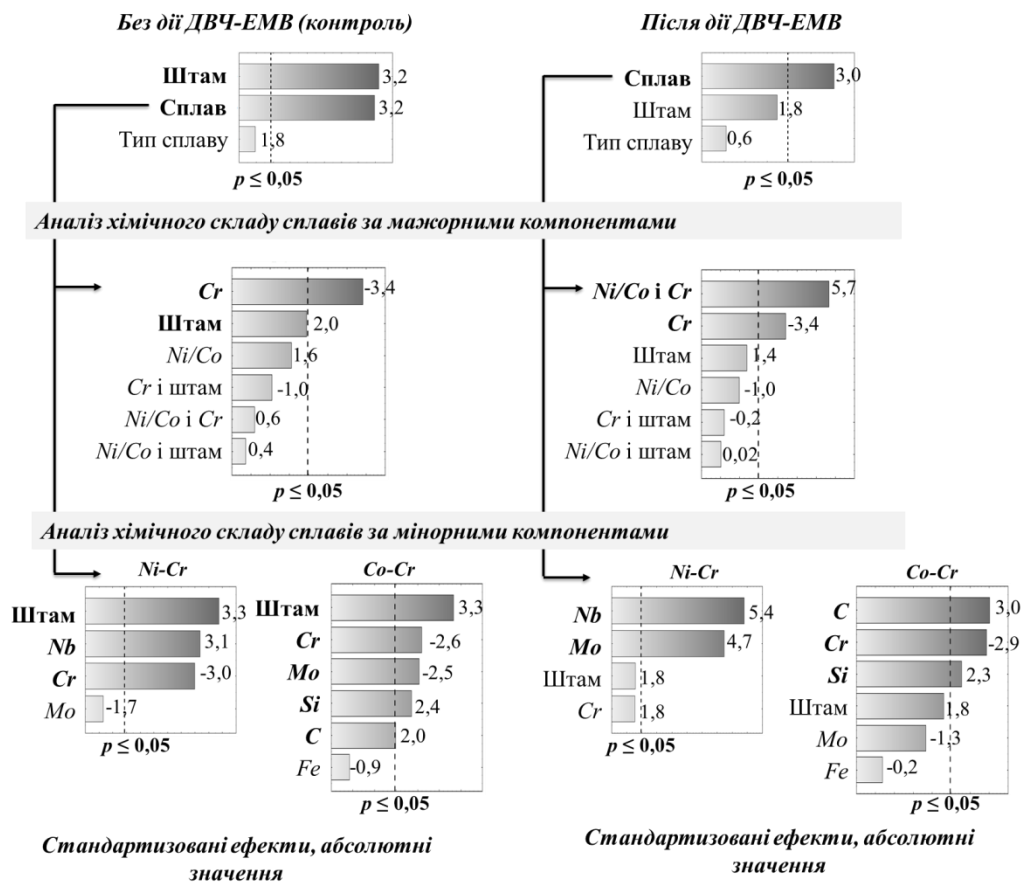 Без дії ДВЧ-ЕМВ (контроль)
Штам 3,2
Сплав 3,2
Тип сплаву 1,8
p ≤ 0,05
Після дії ДВЧ-ЕМВ
Сплав 3,0
Штам 1,8
Тип сплаву 0,6
p ≤ 0,05
Аналіз хімічного складу сплавів за мажорними компонентами
Cr -3,4
Штам 2,0
Ni/Co 1,6
Cr і штам -1,0
Ni/Co і Cr 0,6
Ni/Co і штам 0,4
p ≤ 0,05
Ni/Co і Cr 5,7
Cr -3,4
Штам 1,4
Ni/Co -1,0
Cr і штам -0,2
Ni/Co і штам 0,02
p ≤ 0,05
Аналіз хімічного складу сплавів за мінорними компонентами
Ni-Cr
Штам 3,3
Nb 3,1
Cr -3,0
Mo -1,7
p ≤ 0,05
Co-Cr
Штам 3,3
Cr -2,6
Mo -2,5
Si 2,4
C 2,0
Fe -0,9
p ≤ 0,05
Ni-Cr
Nb 5,4
Mo 4,7
Штам 1,8
Cr 1,8
p ≤ 0,05
Co-Cr
C 3,0
Cr -2,9
Si 2,3
Штам 1,8
Mo -1,3
Fe -0,2
p ≤ 0,05
Стандартизовані ефекти, абсолютні
значення
Стандартизовані ефекти, абсолютні
значення